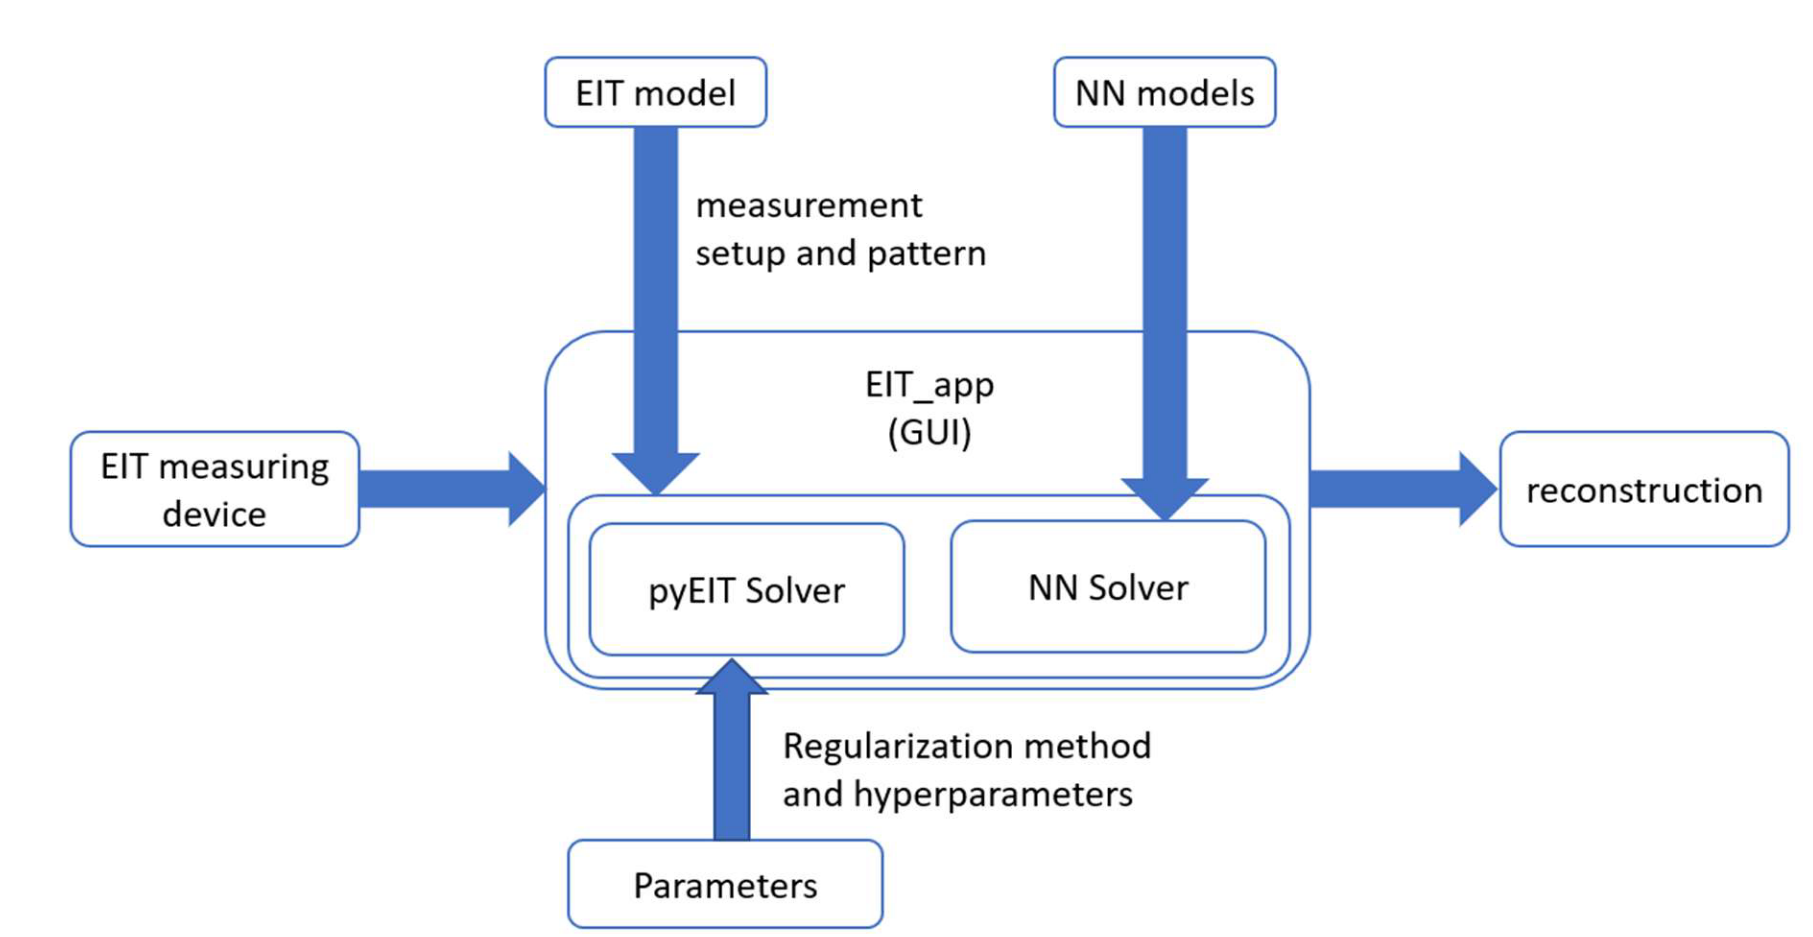 EIT model
NN models
measurement
setup and pattern
EIT_app
(GUI)
EIT measuring
device
reconstruction
pyEIT Solver
NN Solver
Regularization method
and hyperparameters
Parameters